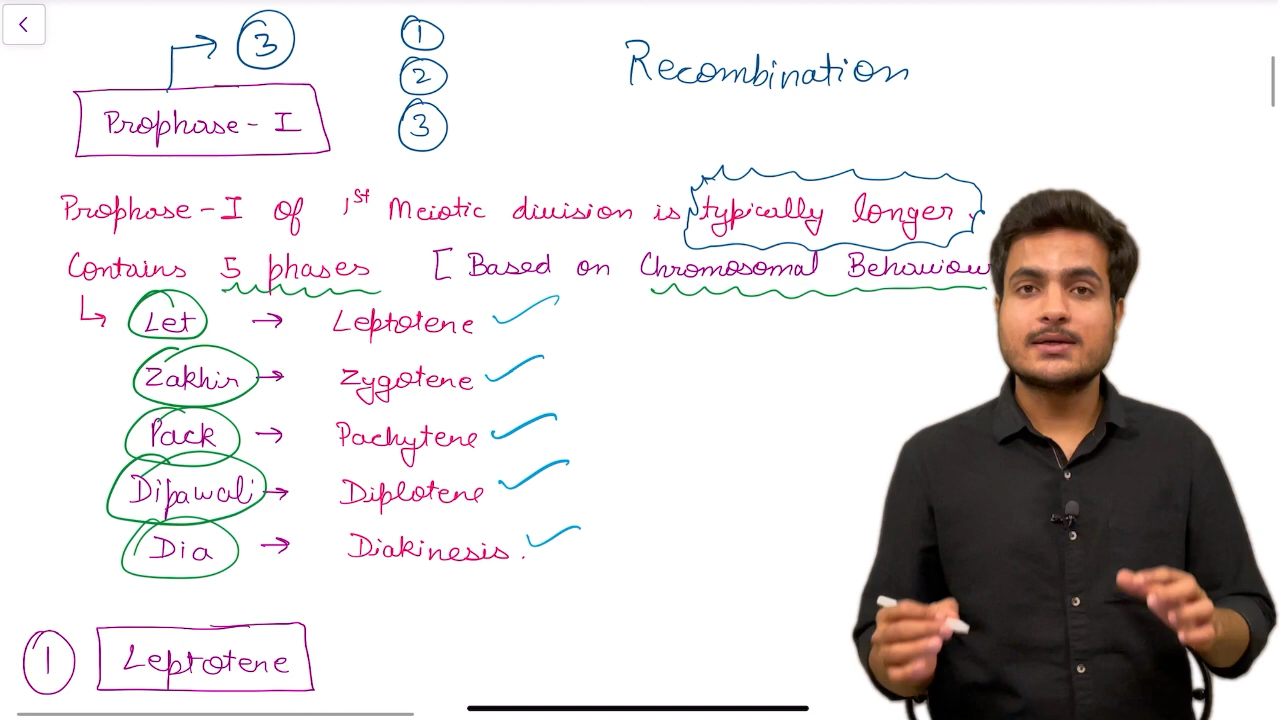 ③ ①
Recombination
②
Prophase - I ③
Prophase - I of 1st Meiotic division is typically longer.
Contains 5 phases [ Based on Chromosomal Behaviour
Let → Leptotene
Zakhir → Zygotene
Pack → Pachytene
Dipawali → Diplotene
Dia → Diakinesis.
① Leptotene